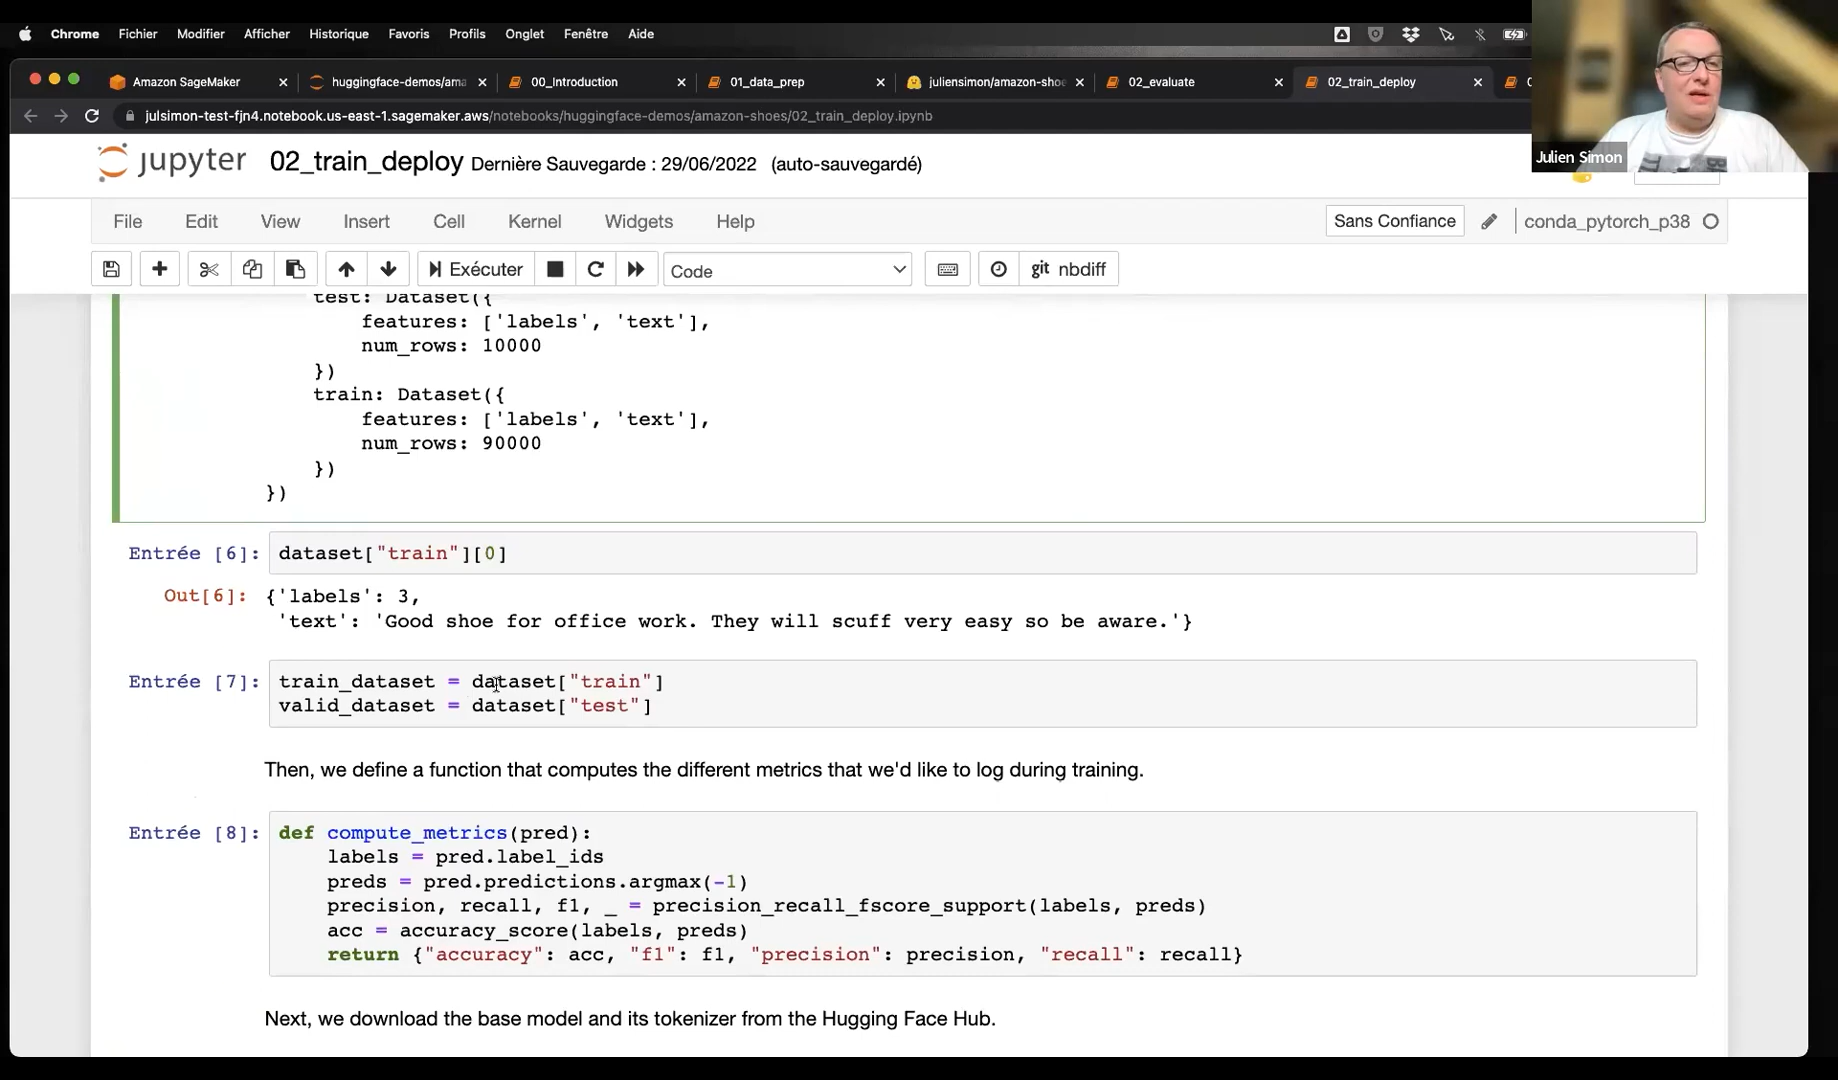 Chrome Fichier Modifier Afficher Historique Favoris Profils Onglet Fenêtre Aide
Amazon SageMaker
huggingface-demos/ama
00_Introduction
01_data_prep
juliensimon/amazon-sho
02_evaluate
02_train_deploy
julsimon-test-fjn4.notebook.us-east-1.sagemaker.aws/notebooks/huggingface-demos/amazon-shoes/02_train_deploy.ipynb
Julien Simon
jupyter 02_train_deploy Dernière Sauvegarde : 29/06/2022 (auto-sauvegardé)
File Edit View Insert Cell Kernel Widgets Help Sans Confiance conda_pytorch_p38
Exécuter Code git nbdiff
test: Dataset({
features: ['labels', 'text'],
num_rows: 10000
})
train: Dataset({
features: ['labels', 'text'],
num_rows: 90000
})
})
Entrée [6]: dataset["train"][0]
Out[6]: {'labels': 3,
'text': 'Good shoe for office work. They will scuff very easy so be aware.'}
Entrée [7]: train_dataset = dataset["train"]
valid_dataset = dataset["test"]
Then, we define a function that computes the different metrics that we'd like to log during training.
Entrée [8]: def compute_metrics(pred):
labels = pred.label_ids
preds = pred.predictions.argmax(-1)
precision, recall, f1, _ = precision_recall_fscore_support(labels, preds)
acc = accuracy_score(labels, preds)
return {"accuracy": acc, "f1": f1, "precision": precision, "recall": recall}
Next, we download the base model and its tokenizer from the Hugging Face Hub.